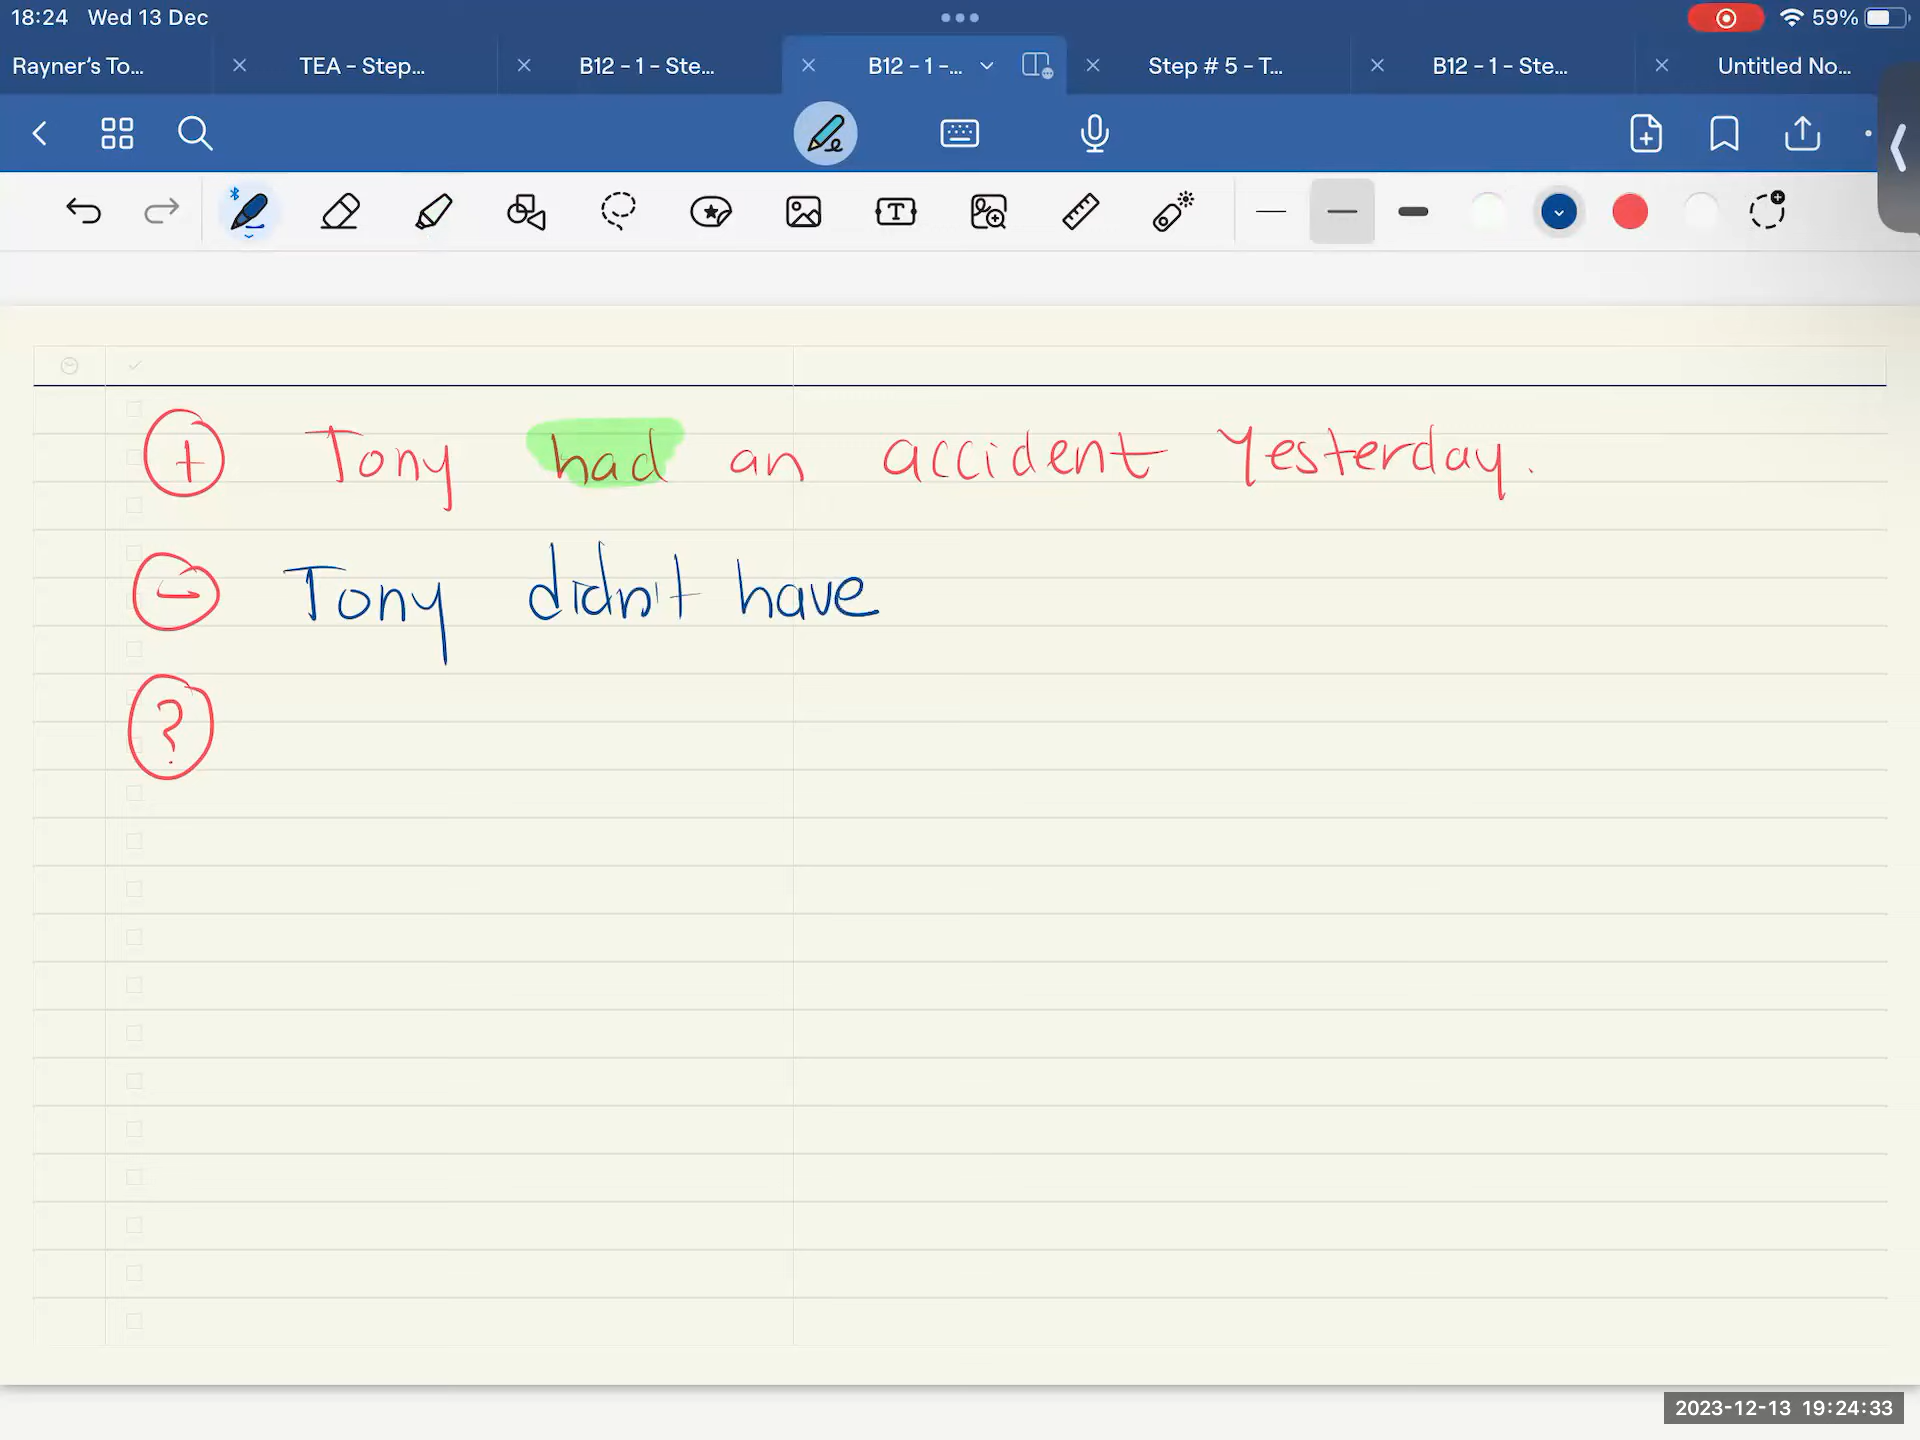 18:24 Wed 13 Dec 59%
Rayner's To... TEA - Step... B12 - 1 - Ste... B12 - 1 -... Step # 5 - T... B12 - 1 - Ste... Untitled No...
+ Tony had an accident Yesterday.
- Tony didn't have
?
2023-12-13 19:24:33